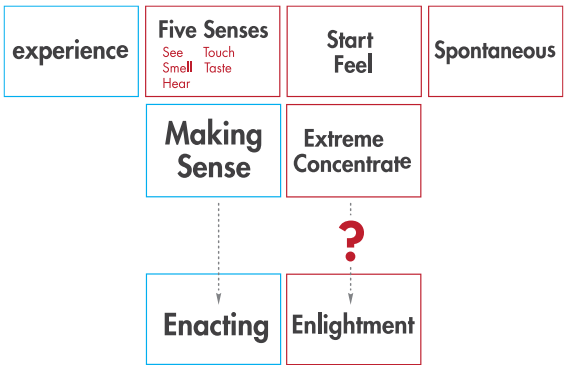 experience
Five Senses
See Touch
Smell Taste
Hear
Start
Feel
Spontaneous
Making
Sense
Extreme
Concentrate
?
Enacting
Enlightment